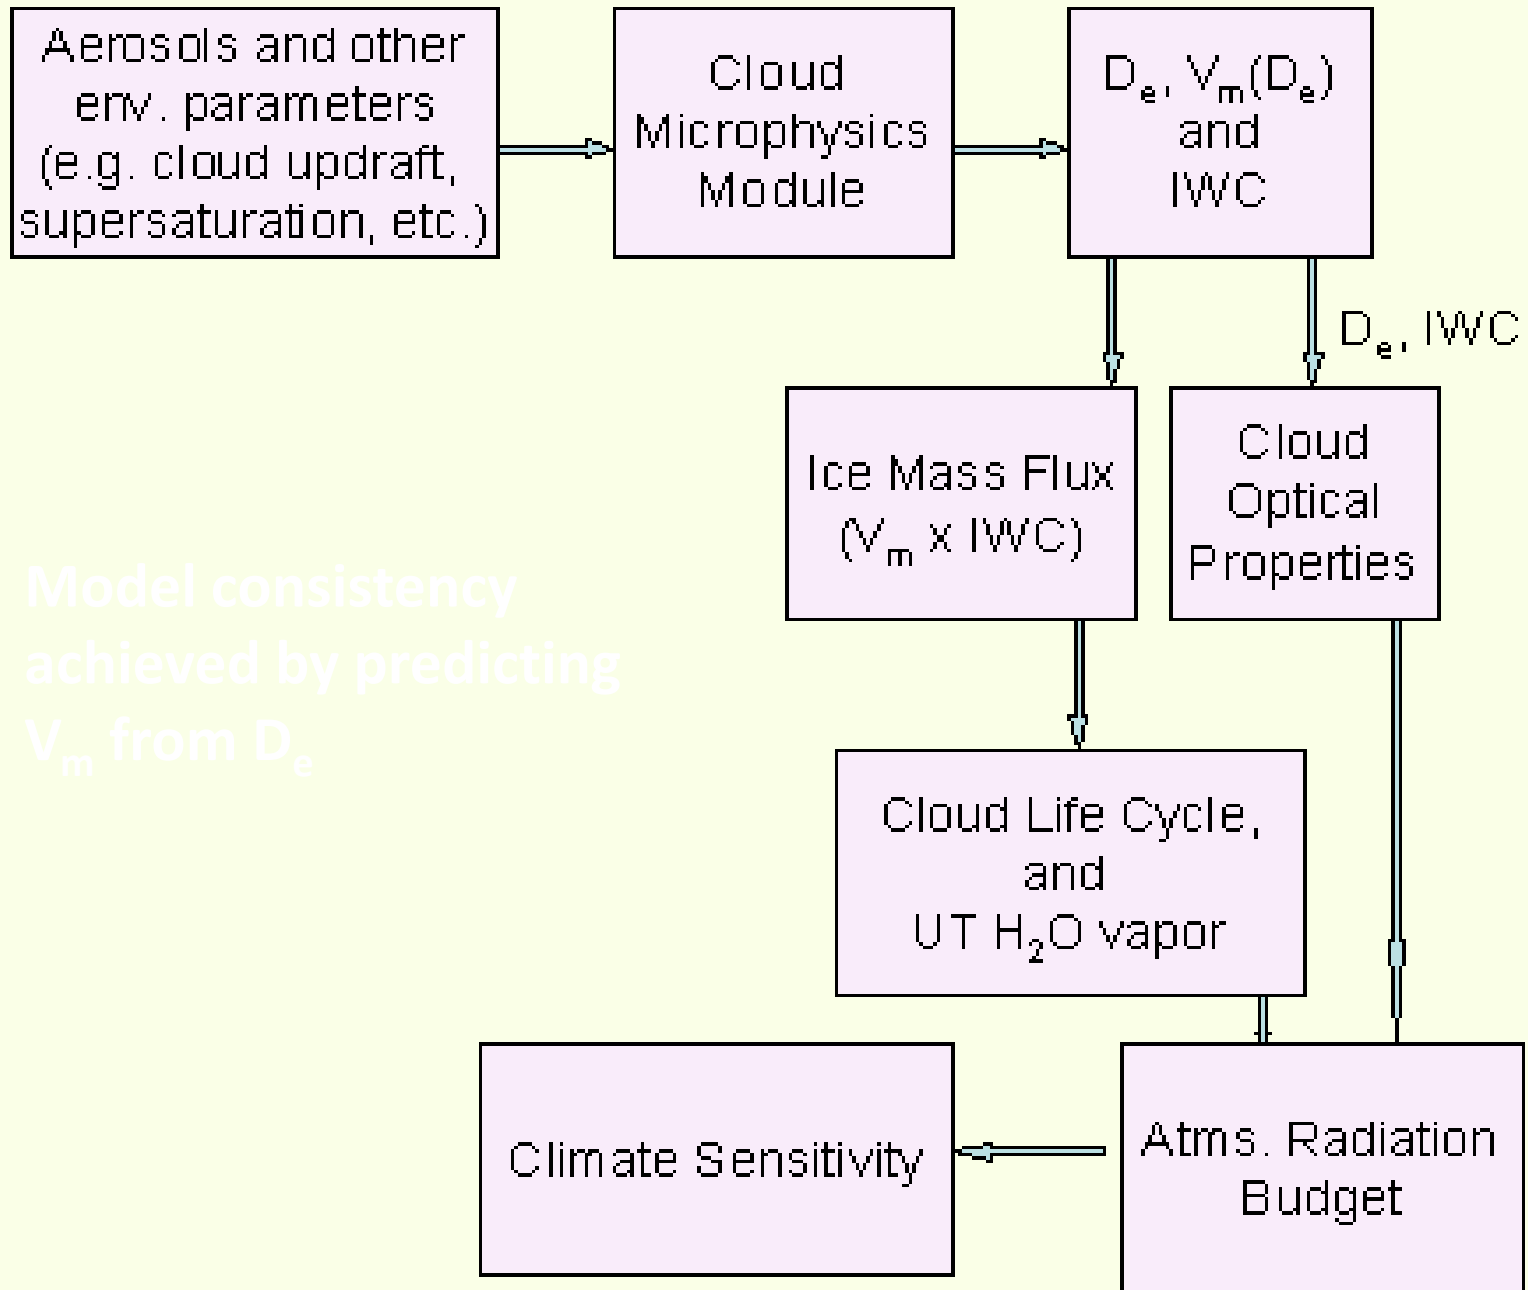 Aerosols and other
env. parameters
(e.g. cloud updraft,
supersaturation, etc.)
Cloud
Microphysics
Module
Dₑ, Vₘ(Dₑ)
and
IWC
Dₑ, IWC
Ice Mass Flux
(Vₘ x IWC)
Cloud
Optical
Properties
Model consistency
achieved by predicting
Vₘ from Dₑ
Cloud Life Cycle,
and
UT H₂O vapor
Climate Sensitivity
Atms. Radiation
Budget